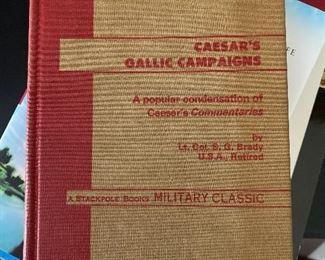 CAESAR'S
GALLIC CAMPAIGNS
A popular condensation of
Caesar's Commentaries
by
Lt. Col. S. G. Brady
U.S.A., Retired
A STACKPOLE BOOKS MILITARY CLASSIC